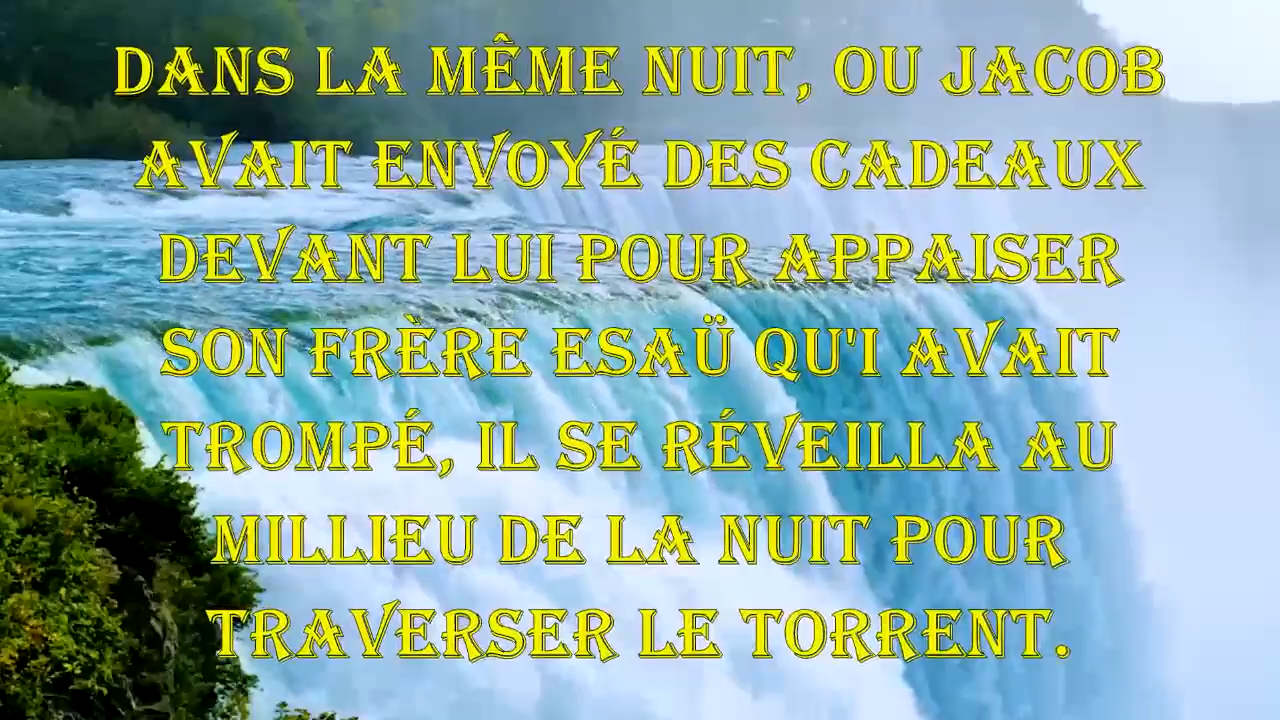 DANS LA MÊME NUIT, OU JACOB
AVAIT ENVOYÉ DES CADEAUX
DEVANT LUI POUR APPAISER
SON FRÈRE ESAÜ QU'I AVAIT
TROMPÉ, IL SE RÉVEILLA AU
MILLIEU DE LA NUIT POUR
TRAVERSER LE TORRENT.